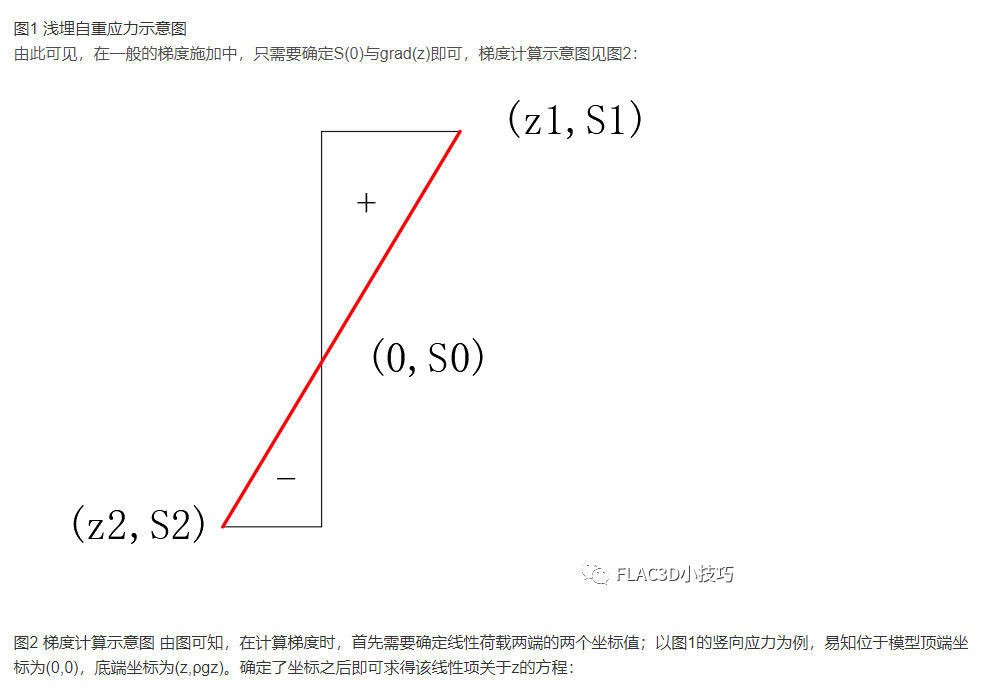 图1 浅埋自重应力示意图
由此可见，在一般的梯度施加中，只需要确定S(0)与grad(z)即可，梯度计算示意图见图2：
(z1,S1)
+
(0,S0)
−
(z2,S2)
FLAC3D小技巧
图2 梯度计算示意图 由图可知，在计算梯度时，首先需要确定线性荷载两端的两个坐标值；以图1的竖向应力为例，易知位于模型顶端坐
标为(0,0)，底端坐标为(z,ρgz)。确定了坐标之后即可求得该线性项关于z的方程：